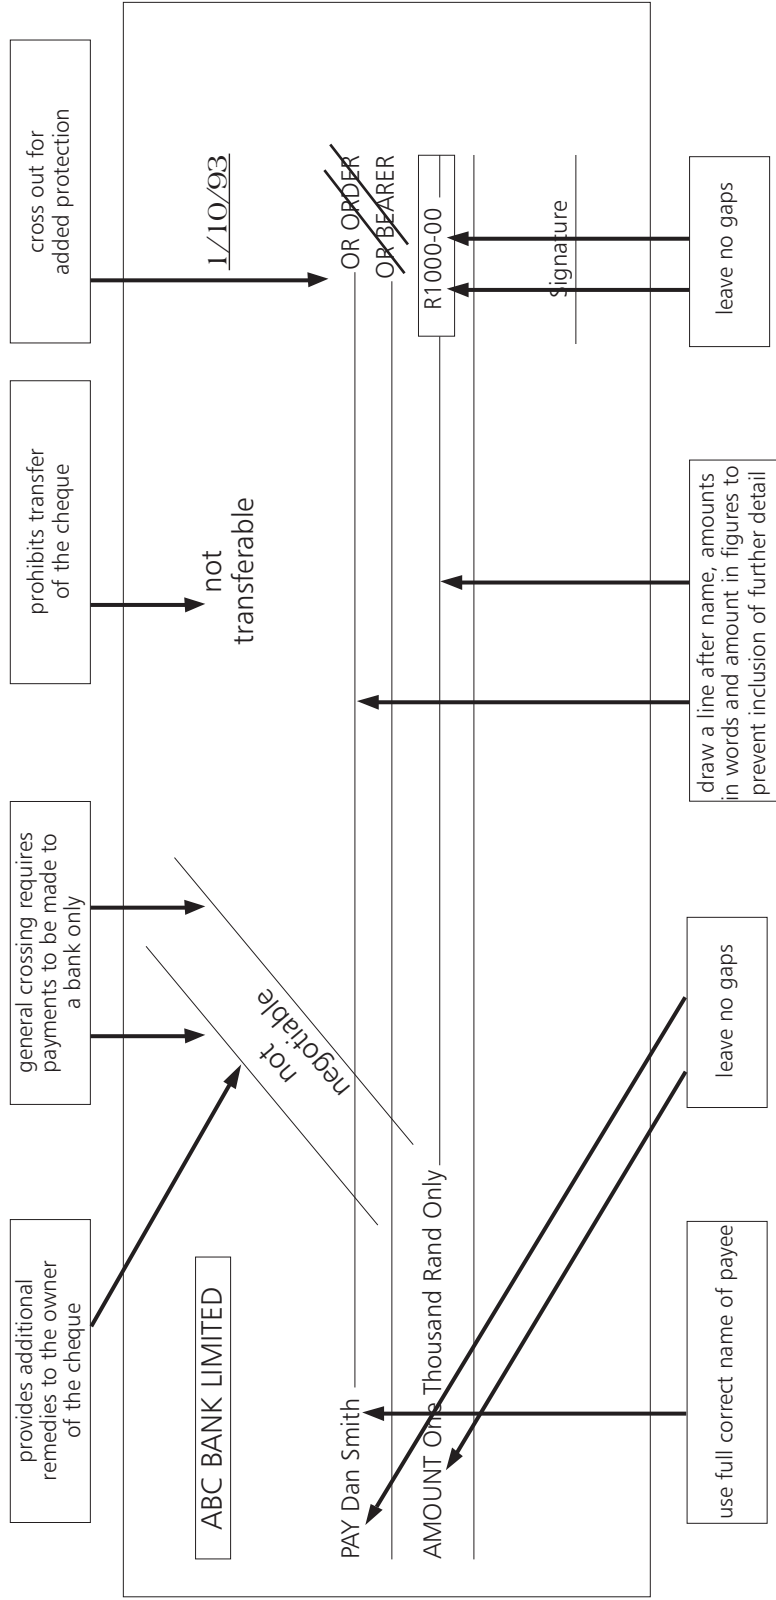 provides additional
remedies to the owner
of the cheque
general crossing requires
payments to be made to
a bank only
prohibits transfer
of the cheque
cross out for
added protection
ABC BANK LIMITED
not
negotiable
not
transferable
1/10/93
PAY Dan Smith
OR ORDER
OR BEARER
AMOUNT One Thousand Rand Only
R1000-00
Signature
use full correct name of payee
leave no gaps
draw a line after name, amounts
in words and amount in figures to
prevent inclusion of further detail
leave no gaps